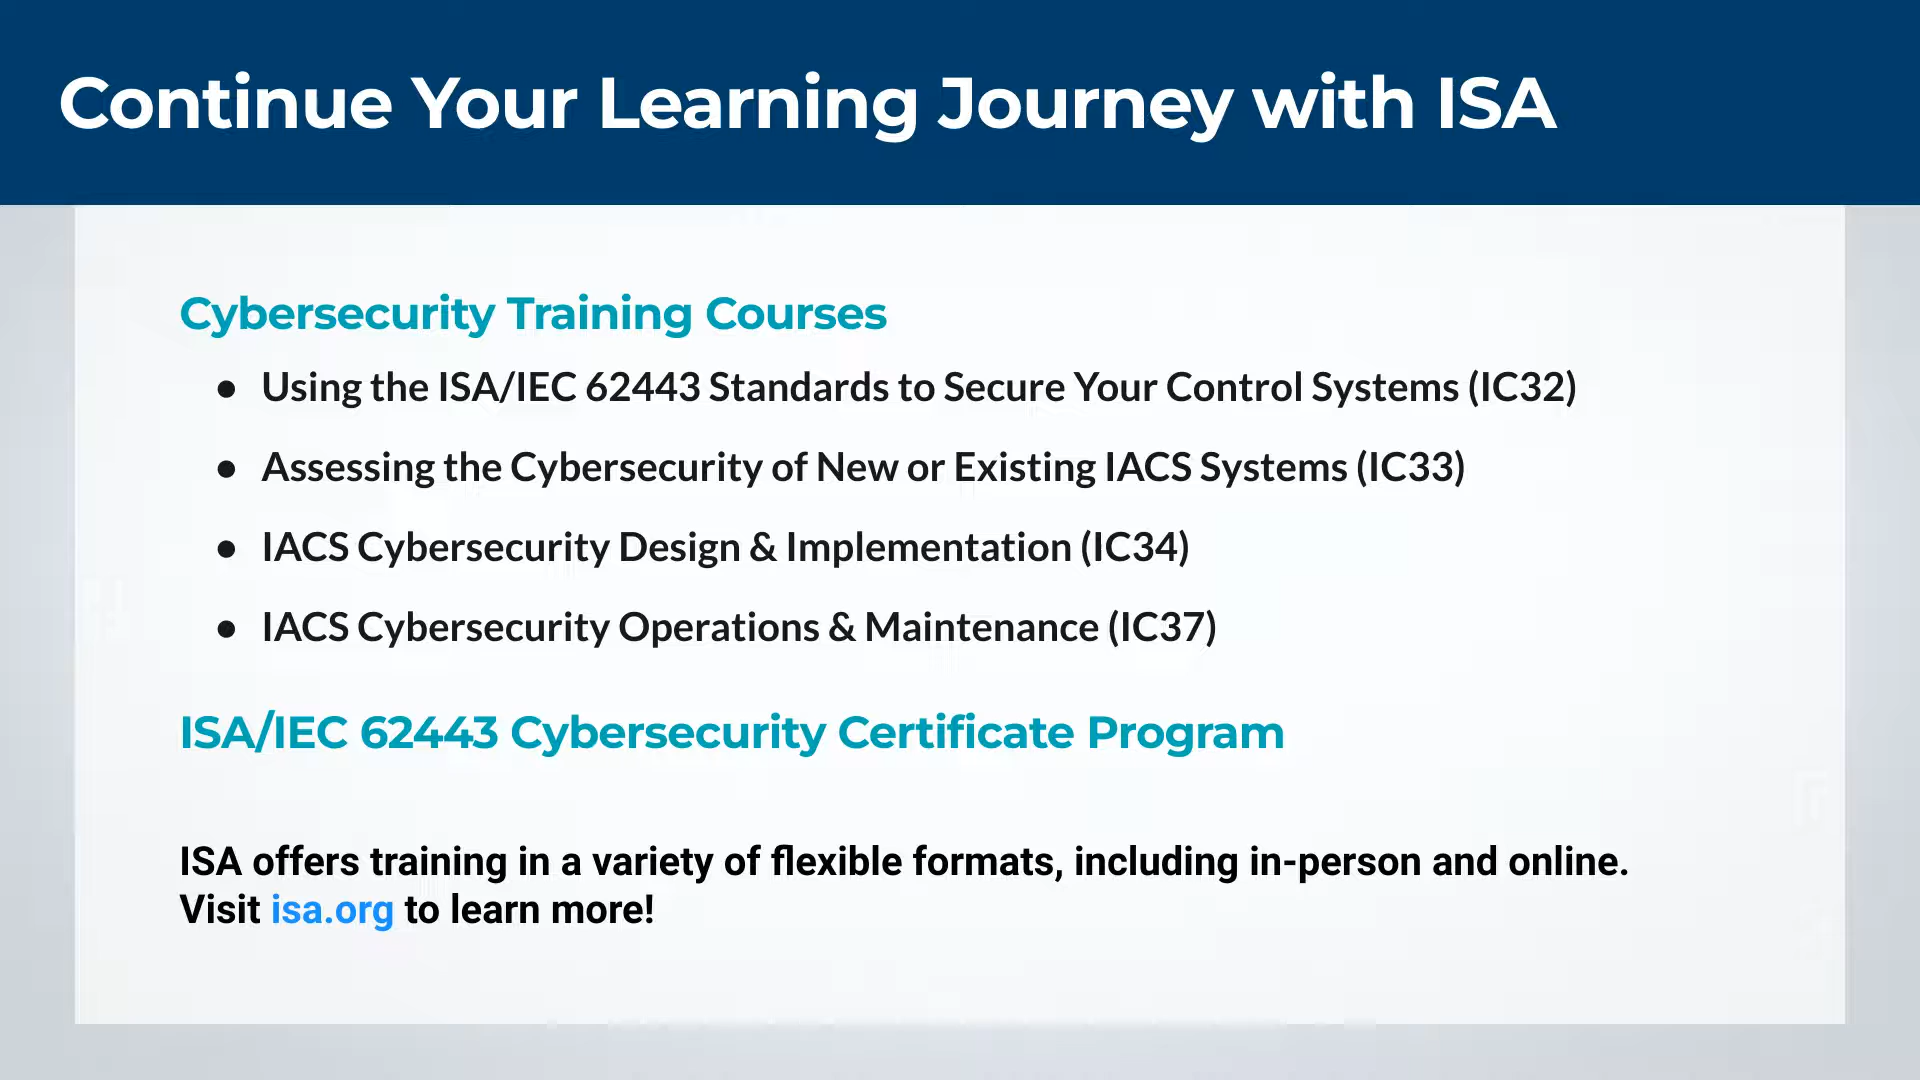 Continue Your Learning Journey with ISA
Cybersecurity Training Courses
● Using the ISA/IEC 62443 Standards to Secure Your Control Systems (IC32)
● Assessing the Cybersecurity of New or Existing IACS Systems (IC33)
● IACS Cybersecurity Design & Implementation (IC34)
● IACS Cybersecurity Operations & Maintenance (IC37)
ISA/IEC 62443 Cybersecurity Certificate Program
ISA offers training in a variety of flexible formats, including in-person and online.
Visit isa.org to learn more!